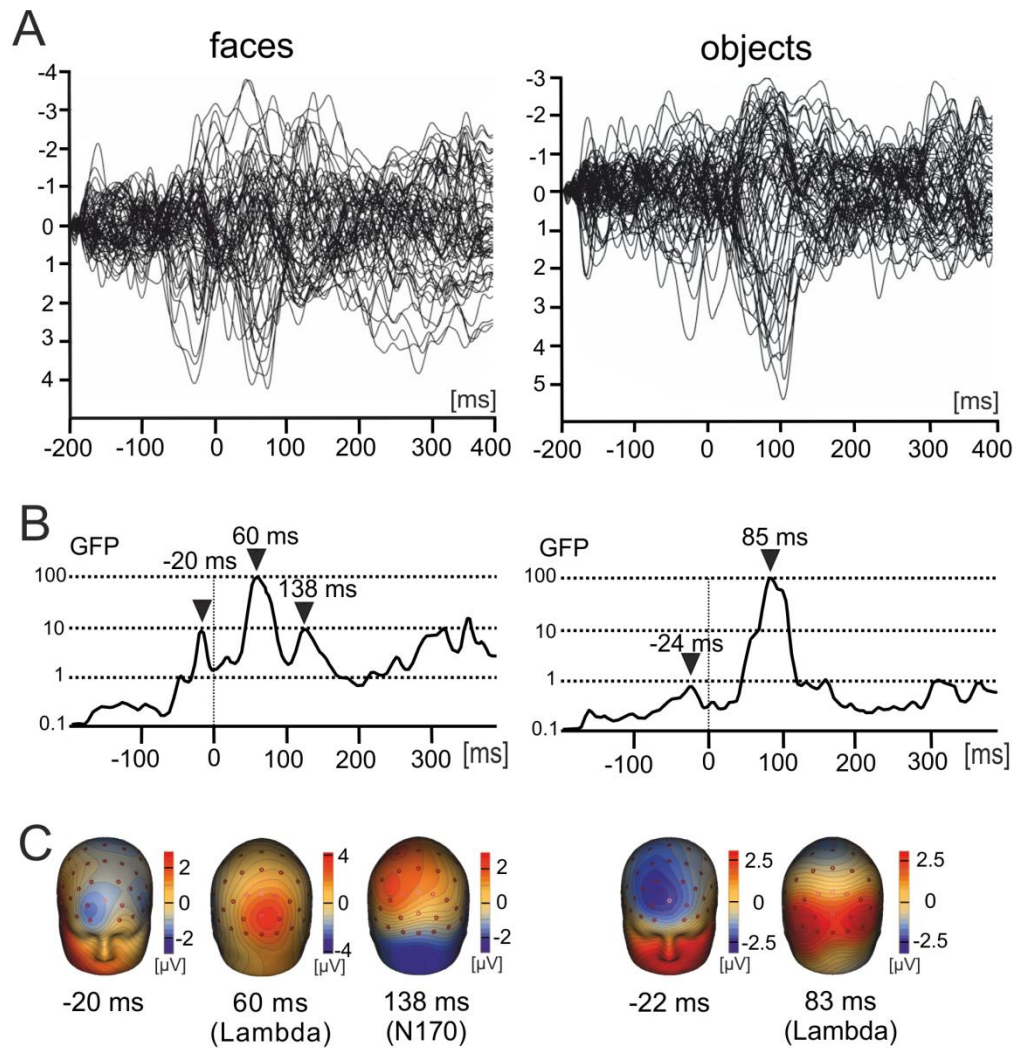 A
faces
objects
-4
-3
-2
-1
0
1
2
3
4
[ms]
-200 -100 0 100 200 300 400
-3
-2
-1
0
1
2
3
4
5
[ms]
-200 -100 0 100 200 300 400
B
GFP
60 ms
-20 ms
138 ms
100
10
1
0.1
-100 0 100 200 300 [ms]
GFP
85 ms
-24 ms
100
10
1
0.1
-100 0 100 200 300 [ms]
C
2
0
-2
[µV]
4
0
-4
[µV]
2
0
-2
[µV]
2.5
0
-2.5
[µV]
2.5
0
-2.5
[µV]
-20 ms
60 ms
(Lambda)
138 ms
(N170)
-22 ms
83 ms
(Lambda)